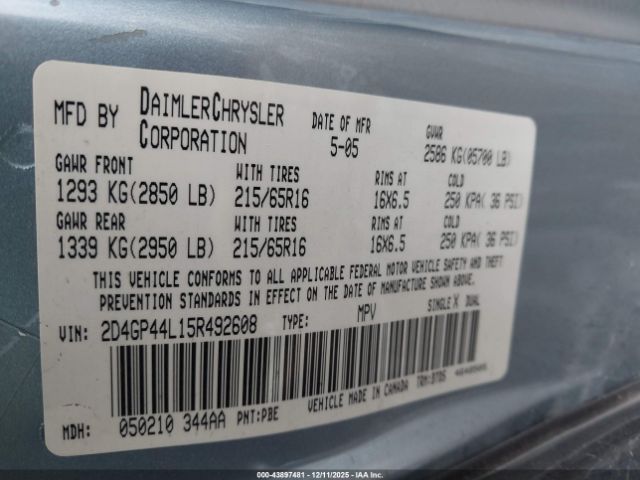 MFD BY DAIMLERCHRYSLER CORPORATION DATE OF MFR 5-05 GVWR 2586 KG(05700 LB)
GAWR FRONT WITH TIRES RIMS AT COLD
1293 KG(2850 LB) 215/65R16 16X6.5 250 KPA( 36 PSI)
GAWR REAR WITH TIRES RIMS AT COLD
1339 KG(2950 LB) 215/65R16 16X6.5 250 KPA( 36 PSI)
THIS VEHICLE CONFORMS TO ALL APPLICABLE FEDERAL MOTOR VEHICLE SAFETY AND THEFT
PREVENTION STANDARDS IN EFFECT ON THE DATE OF MANUFACTURE SHOWN ABOVE.
VIN: 2D4GP44L15R492608 TYPE: MPV SINGLE X DUAL
MDH: 050210 344AA PNT:PBE VEHICLE MADE IN CANADA
000-43897481 - 12/11/2025 - IAAI.com